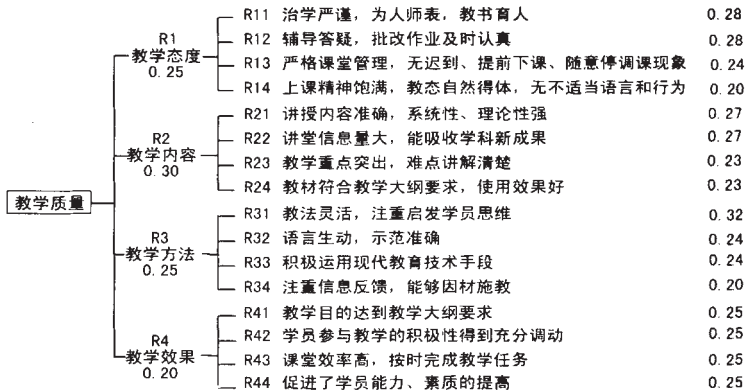 教学质量
R1
教学态度
0.25
R11 治学严谨，为人师表，教书育人 0.28
R12 辅导答疑，批改作业及时认真 0.28
R13 严格课堂管理，无迟到、提前下课、随意停调课现象 0.24
R14 上课精神饱满，教态自然得体，无不适当语言和行为 0.20
R2
教学内容
0.30
R21 讲授内容准确，系统性、理论性强 0.27
R22 讲堂信息量大，能吸收学科新成果 0.27
R23 教学重点突出，难点讲解清楚 0.23
R24 教材符合教学大纲要求，使用效果好 0.23
R3
教学方法
0.25
R31 教法灵活，注重启发学员思维 0.32
R32 语言生动，示范准确 0.24
R33 积极运用现代教育技术手段 0.24
R34 注重信息反馈，能够因材施教 0.20
R4
教学效果
0.20
R41 教学目的达到教学大纲要求 0.25
R42 学员参与教学的积极性得到充分调动 0.25
R43 课堂效率高，按时完成教学任务 0.25
R44 促进了学员能力、素质的提高 0.25